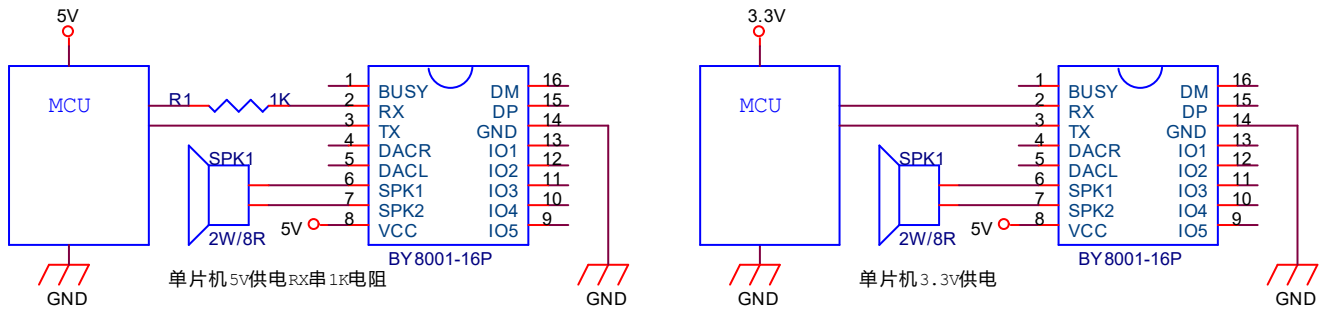 5V
MCU
R1 1K
1 BUSY DM 16
2 RX DP 15
3 TX GND 14
4 DACR IO1 13
5 DACL IO2 12
6 SPK1 IO3 11
7 SPK2 IO4 10
8 VCC IO5 9
SPK1
2W/8R
5V
BY8001-16P
GND
单片机5V供电RX串1K电阻
GND
3.3V
MCU
1 BUSY DM 16
2 RX DP 15
3 TX GND 14
4 DACR IO1 13
5 DACL IO2 12
6 SPK1 IO3 11
7 SPK2 IO4 10
8 VCC IO5 9
SPK1
2W/8R
5V
BY8001-16P
GND
单片机3.3V供电
GND